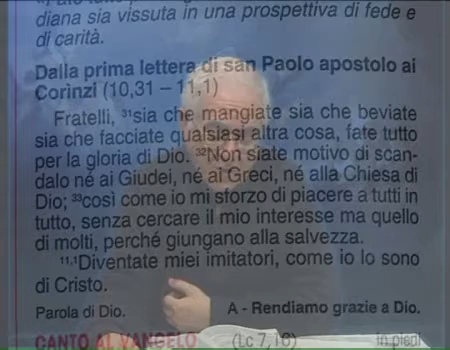 diana sia vissuta in una prospettiva di fede e
di carità.
Dalla prima lettera di san Paolo apostolo ai
Corinzi (10,31 – 11,1)
Fratelli, ³¹sia che mangiate sia che beviate
sia che facciate qualsiasi altra cosa, fate tutto
per la gloria di Dio. ³²Non siate motivo di scan-
dalo né ai Giudei, né ai Greci, né alla Chiesa di
Dio; ³³così come io mi sforzo di piacere a tutti in
tutto, senza cercare il mio interesse ma quello
di molti, perché giungano alla salvezza.
¹¹,¹Diventate miei imitatori, come io lo sono
di Cristo.
Parola di Dio. A - Rendiamo grazie a Dio.
CANTO AL VANGELO (Lc 7,16) in piedi